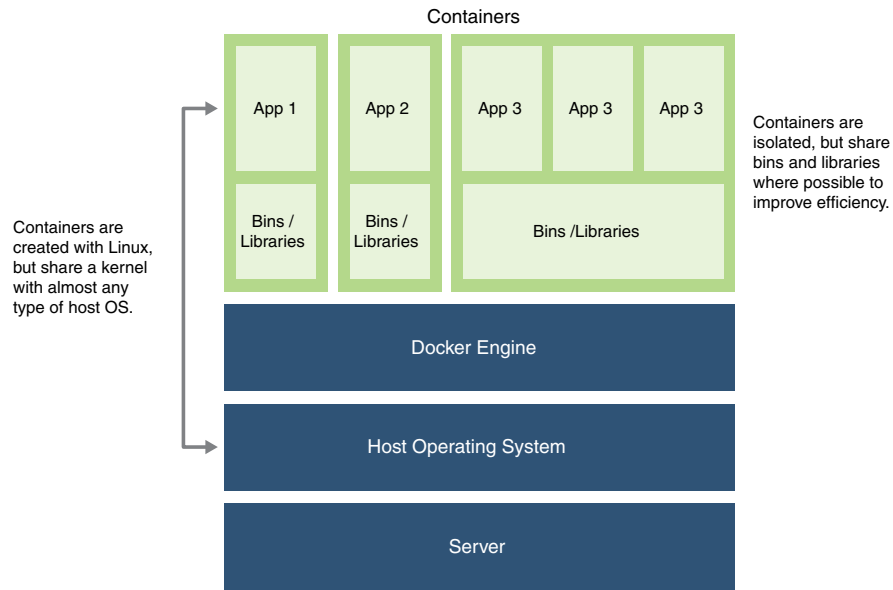 Containers
App 1
App 2
App 3
App 3
App 3
Bins /
Libraries
Bins /
Libraries
Bins /Libraries
Containers are
isolated, but share
bins and libraries
where possible to
improve efficiency.
Containers are
created with Linux,
but share a kernel
with almost any
type of host OS.
Docker Engine
Host Operating System
Server